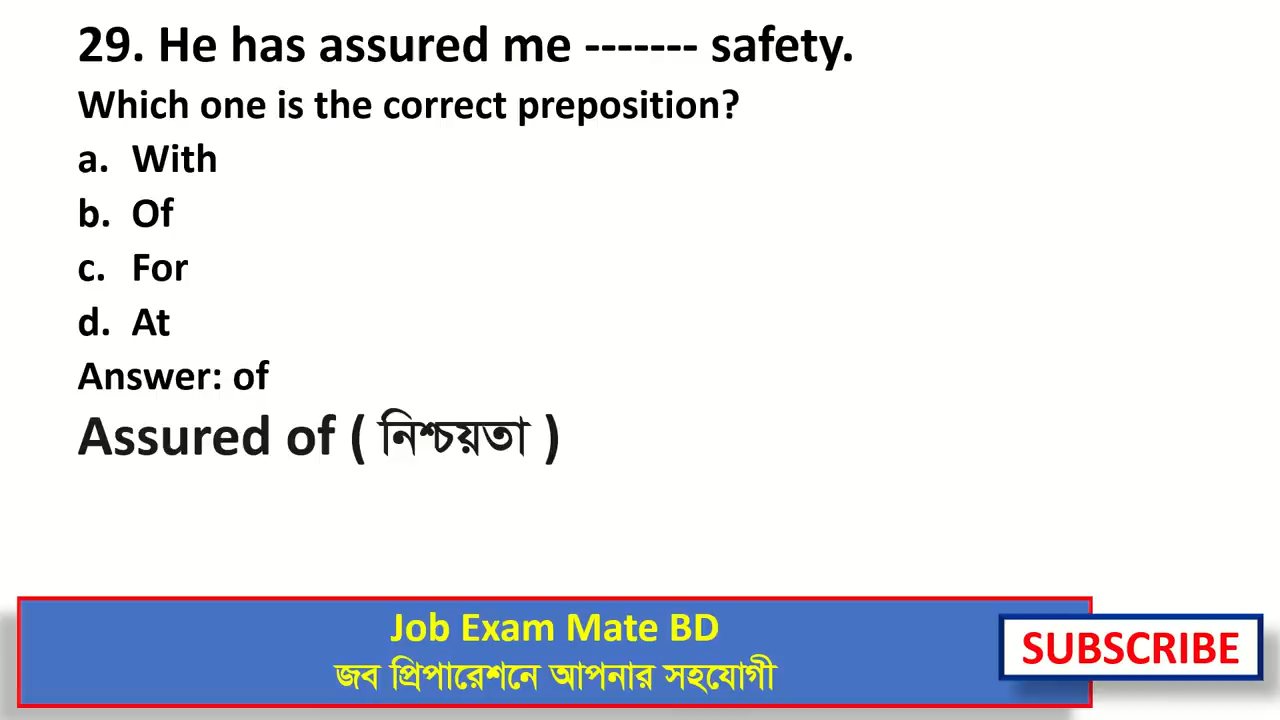 29. He has assured me ------- safety.
Which one is the correct preposition?
a. With
b. Of
c. For
d. At
Answer: of
Assured of ( নিশ্চয়তা )
Job Exam Mate BD
জব প্রিপারেশনে আপনার সহযোগী
SUBSCRIBE